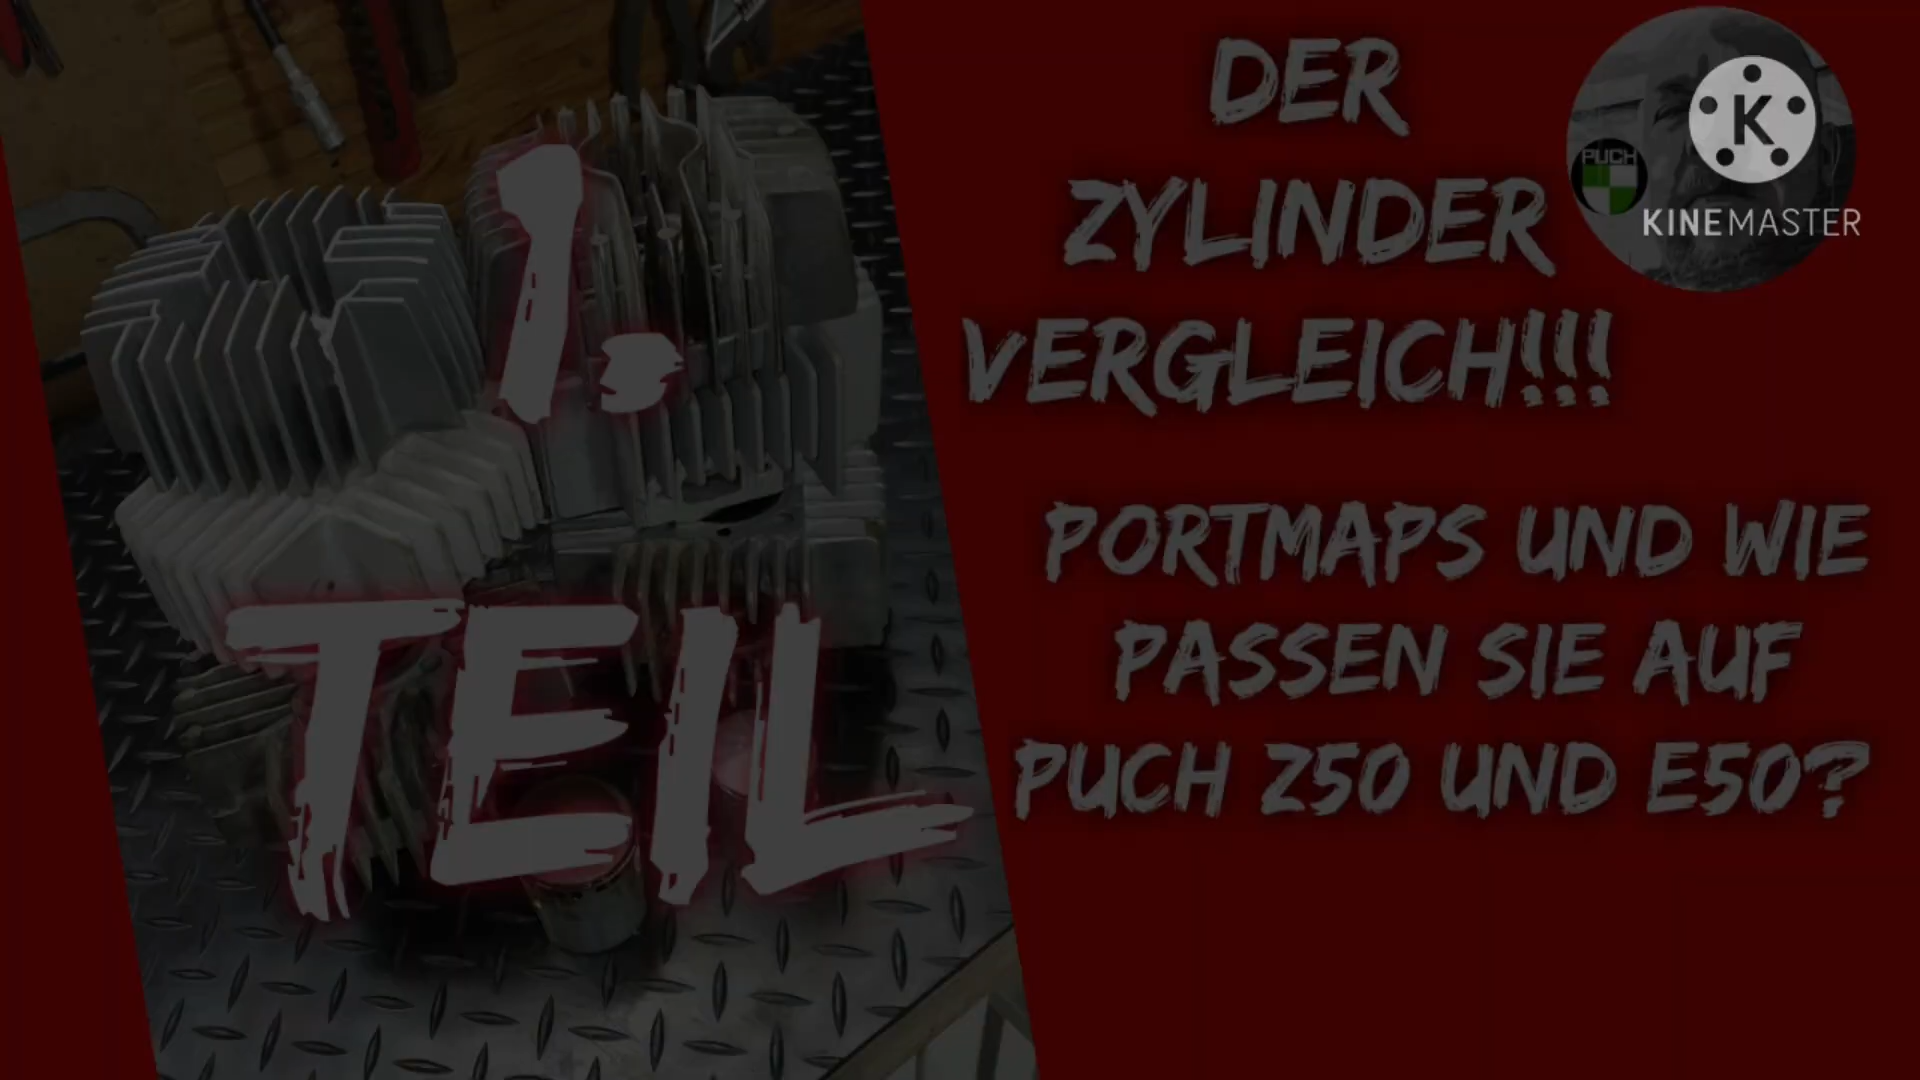 1.
TEIL
DER
ZYLINDER
VERGLEICH!!!
PORTMAPS UND WIE
PASSEN SIE AUF
PUCH Z50 UND E50?
PUCH
K
KINEMASTER